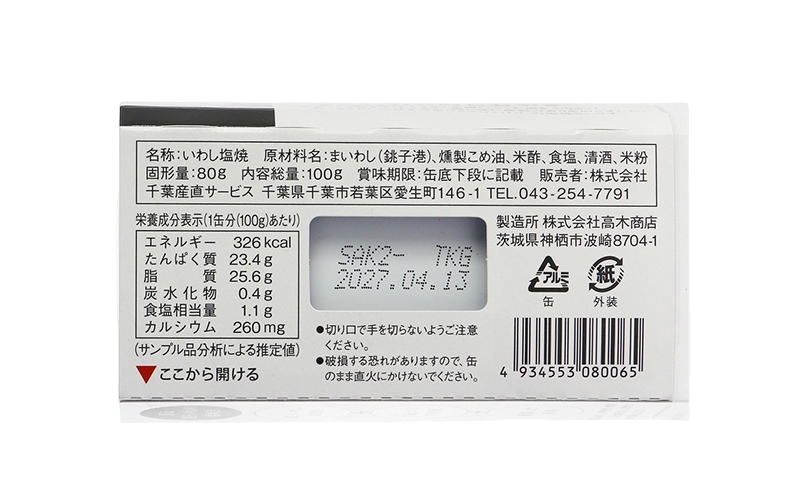 名称:いわし塩焼　原材料名:まいわし(銚子港)、燻製こめ油、米酢、食塩、清酒、米粉
固形量:80g　内容総量:100g　賞味期限:缶底下段に記載　販売者:株式会社
千葉産直サービス　千葉県千葉市若葉区愛生町146-1 TEL.043-254-7791
栄養成分表示(1缶分(100g)あたり)
エネルギー 326kcal
たんぱく質 23.4g
脂質 25.6g
炭水化物 0.4g
食塩相当量 1.1g
カルシウム 260mg
(サンプル品分析による推定値)
▼ここから開ける
SAK2- TKG
2027.04.13
●切り口で手を切らないようご注意
ください。
●破損する恐れがありますので、缶
のまま直火にかけないでください。
製造所 株式会社高木商店
茨城県神栖市波崎8704-1
アルミ
缶
紙
外装
4 934553 080065